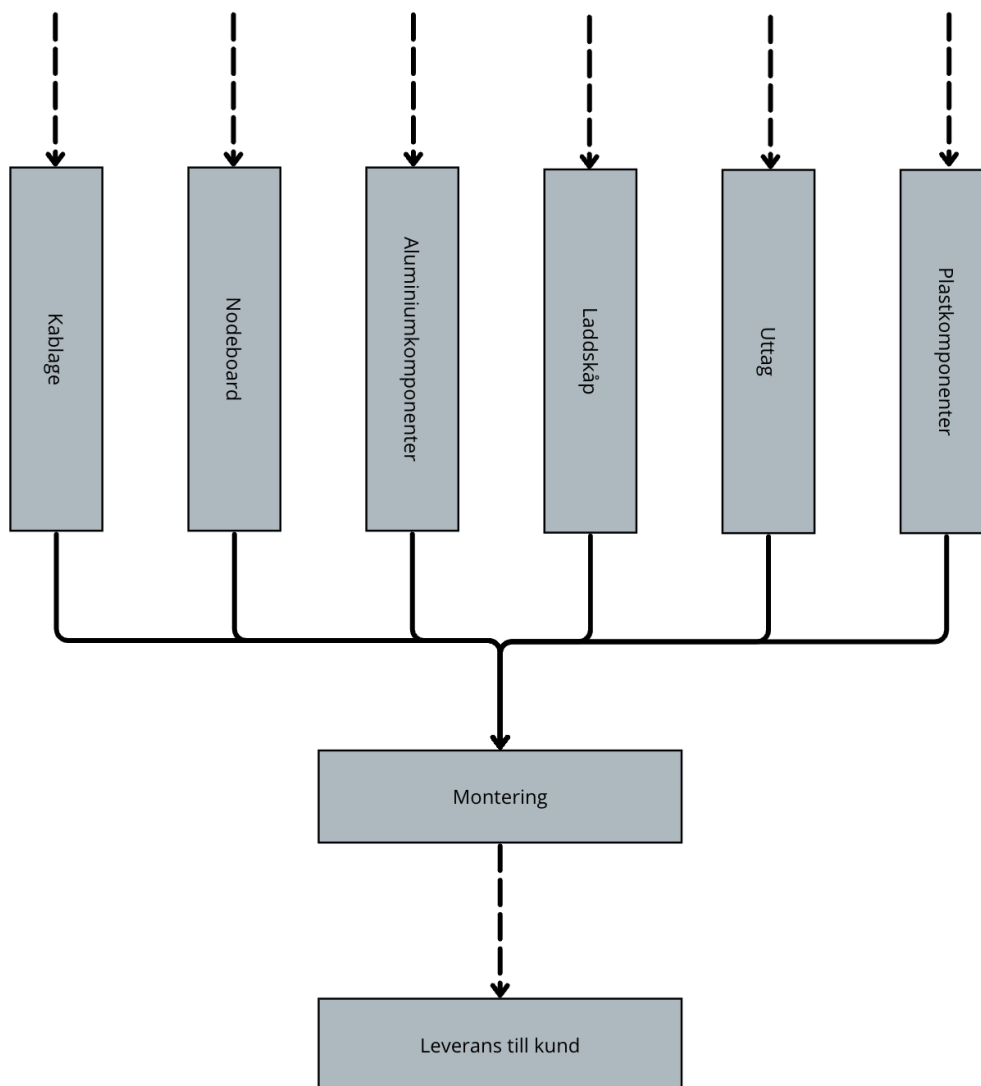 Kablage
Nodeboard
Aluminiumkomponenter
Laddskåp
Uttag
Plastkomponenter
Montering
Leverans till kund